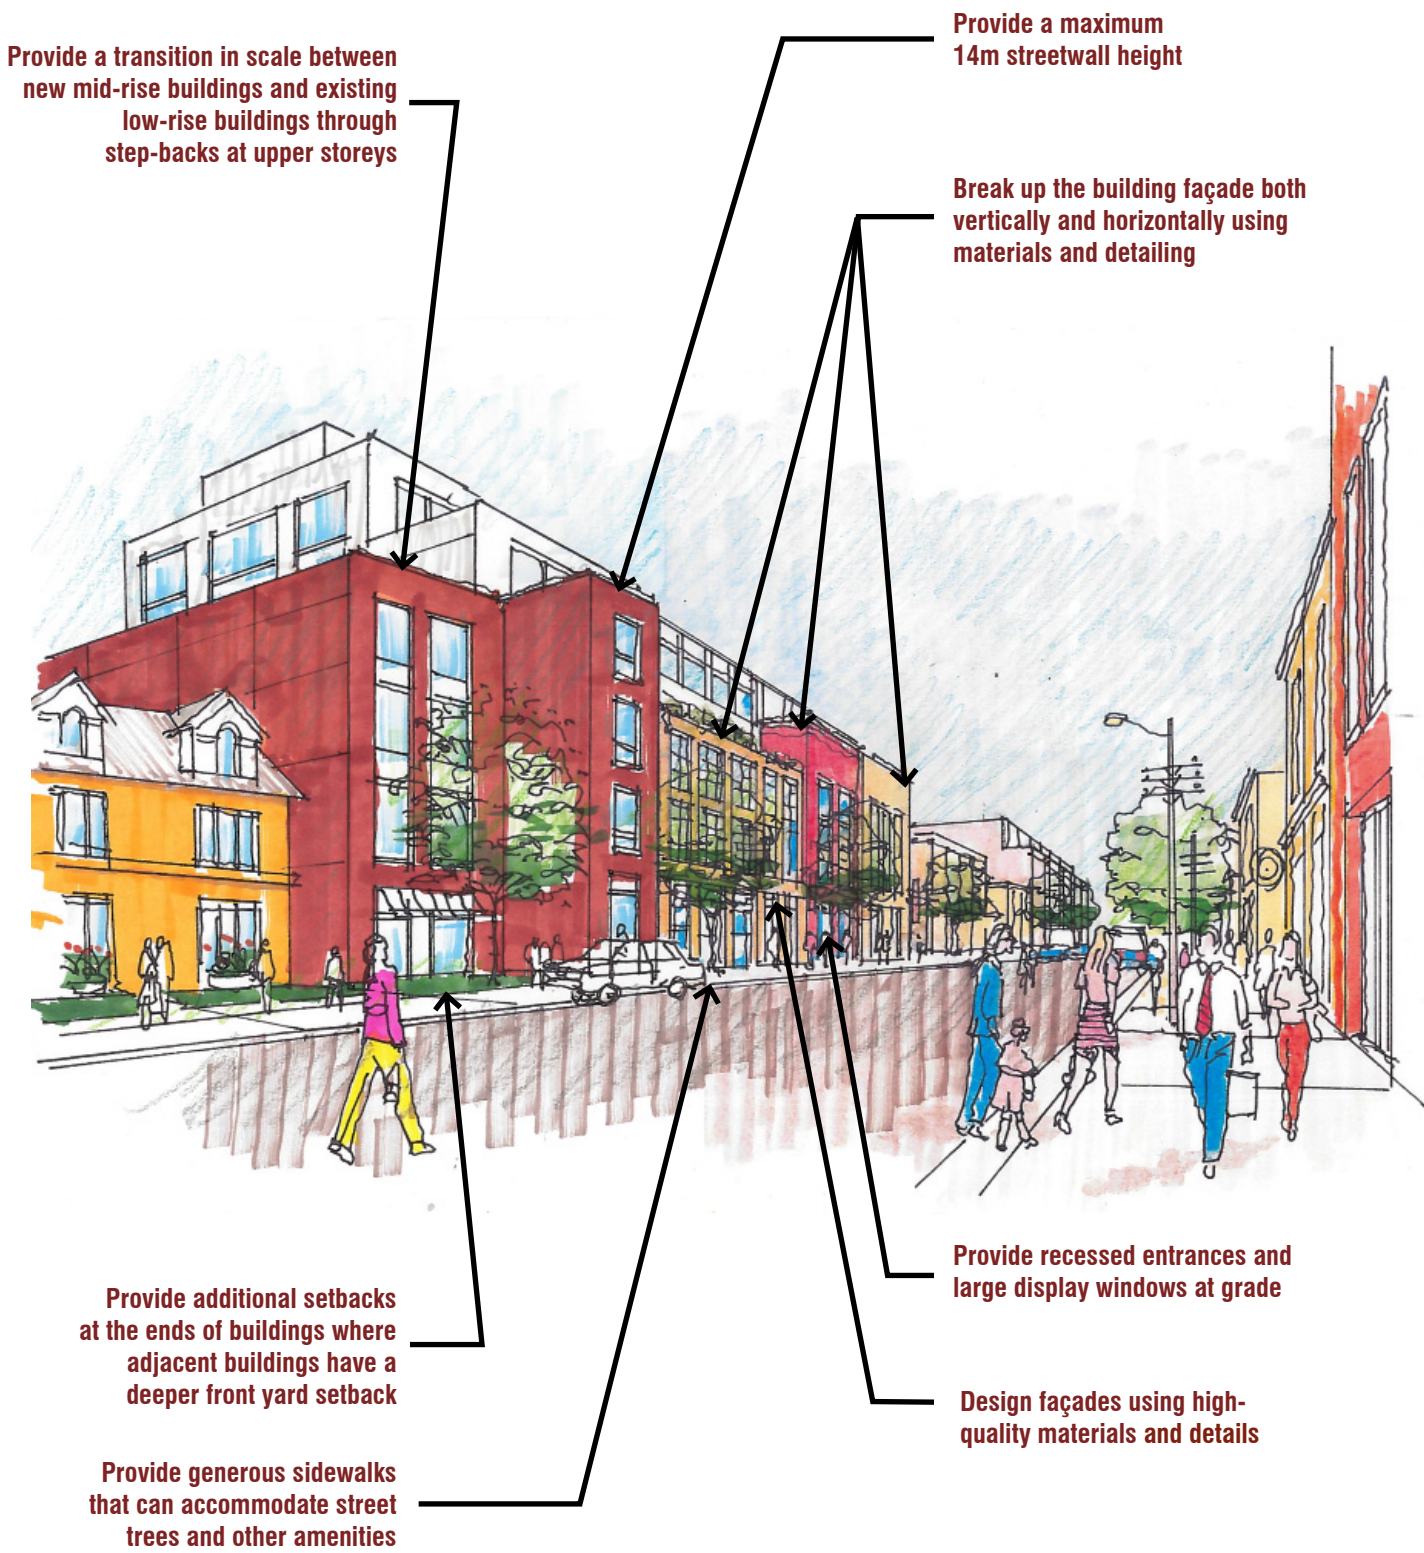 Provide a transition in scale between
new mid-rise buildings and existing
low-rise buildings through
step-backs at upper storeys
Provide a maximum
14m streetwall height
Break up the building façade both
vertically and horizontally using
materials and detailing
Provide additional setbacks
at the ends of buildings where
adjacent buildings have a
deeper front yard setback
Provide generous sidewalks
that can accommodate street
trees and other amenities
Provide recessed entrances and
large display windows at grade
Design façades using high-
quality materials and details